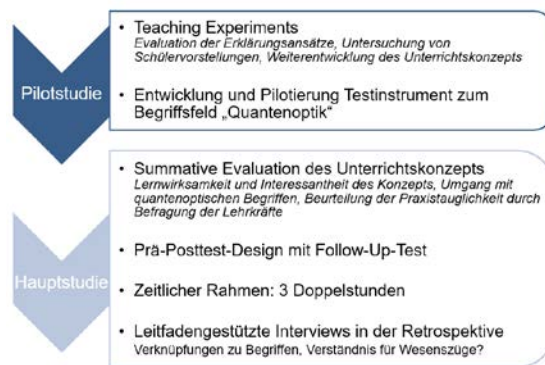 Pilotstudie
• Teaching Experiments
Evaluation der Erklärungsansätze, Untersuchung von
Schülervorstellungen, Weiterentwicklung des Unterrichtskonzepts
• Entwicklung und Pilotierung Testinstrument zum
Begriffsfeld „Quantenoptik“
Hauptstudie
• Summative Evaluation des Unterrichtskonzepts
Lernwirksamkeit und Interessantheit des Konzepts, Umgang mit
quantenoptischen Begriffen, Beurteilung der Praxistauglichkeit durch
Befragung der Lehrkräfte
• Prä-Posttest-Design mit Follow-Up-Test
• Zeitlicher Rahmen: 3 Doppelstunden
• Leitfadengestützte Interviews in der Retrospektive
Verknüpfungen zu Begriffen, Verständnis für Wesenszüge?